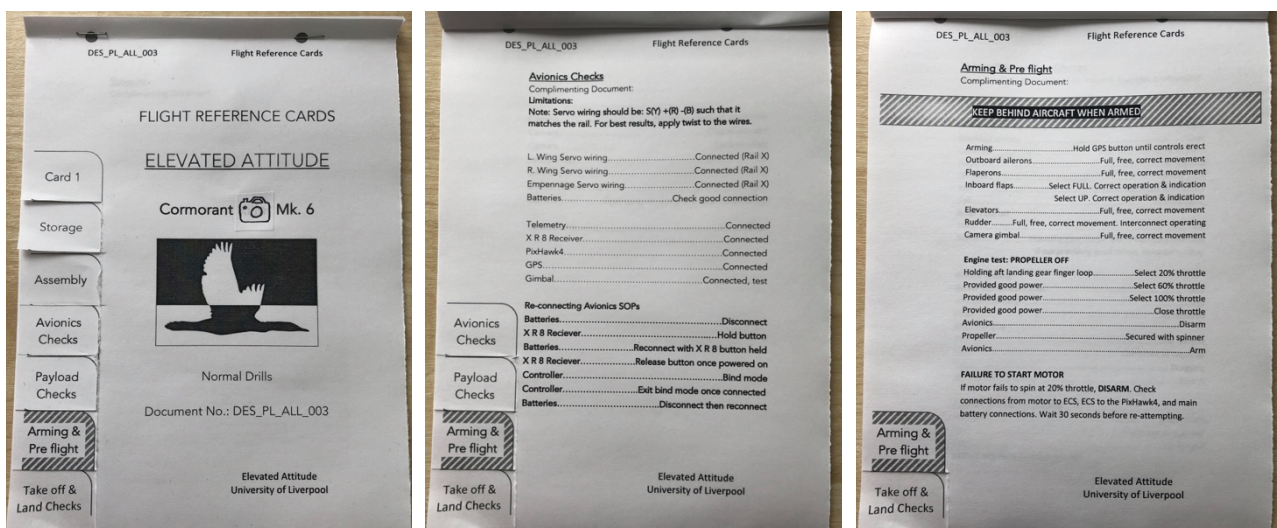 DES_PL_ALL_003 Flight Reference Cards
FLIGHT REFERENCE CARDS
ELEVATED ATTITUDE
Cormorant Mk. 6
Card 1
Storage
Assembly
Avionics
Checks
Payload
Checks
Arming &
Pre flight
Take off &
Land Checks
Normal Drills
Document No.: DES_PL_ALL_003
Elevated Attitude
University of Liverpool
DES_PL_ALL_003 Flight Reference Cards
Avionics Checks
Complimenting Document:
Limitations:
Note: Servo wiring should be: S(Y) +(R) -(B) such that it
matches the rail. For best results, apply twist to the wires.
L. Wing Servo wiring........................Connected (Rail X)
R. Wing Servo wiring........................Connected (Rail X)
Empennage Servo wiring..................Connected (Rail X)
Batteries....................................Check good connection
Telemetry................................................Connected
X R 8 Receiver..........................................Connected
PixHawk4................................................Connected
GPS.......................................................Connected
Gimbal..............................................Connected, test
Re-connecting Avionics SOPs
Batteries................................................Disconnect
X R 8 Reciever.........................................Hold button
Batteries...................Reconnect with X R 8 button held
X R 8 Reciever..............Release button once powered on
Controller...............................................Bind mode
Controller......................Exit bind mode once connected
Batteries............................Disconnect then reconnect
Avionics
Checks
Payload
Checks
Arming &
Pre flight
Take off &
Land Checks
Elevated Attitude
University of Liverpool
DES_PL_ALL_003 Flight Reference Cards
Arming & Pre flight
Complimenting Document:
KEEP BEHIND AIRCRAFT WHEN ARMED
Arming........................Hold GPS button until controls erect
Outboard ailerons........................Full, free, correct movement
Flaperons....................................Full, free, correct movement
Inboard flaps............Select FULL. Correct operation & indication
Select UP. Correct operation & indication
Elevators....................................Full, free, correct movement
Rudder.......Full, free, correct movement. Interconnect operating
Camera gimbal............................Full, free, correct movement
Engine test: PROPELLER OFF
Holding aft landing gear finger loop..............Select 20% throttle
Provided good power....................................Select 60% throttle
Provided good power...................................Select 100% throttle
Provided good power........................................Close throttle
Avionics............................................................Disarm
Propeller..............................................Secured with spinner
Avionics...............................................................Arm
FAILURE TO START MOTOR
If motor fails to spin at 20% throttle, DISARM. Check
connections from motor to ECS, ECS to the PixHawk4, and main
battery connections. Wait 30 seconds before re-attempting.
Arming &
Pre flight
Take off &
Land Checks
Elevated Attitude
University of Liverpool